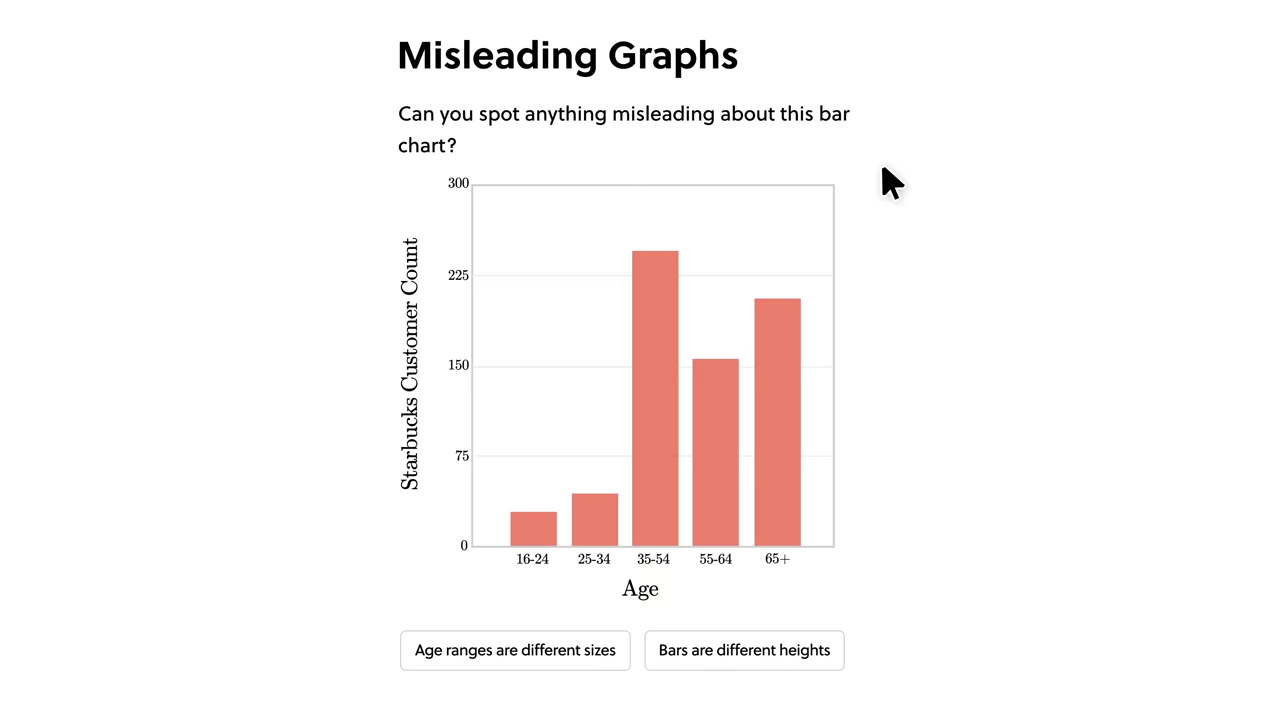 Misleading Graphs
Can you spot anything misleading about this bar
chart?
300
225
150
75
0
Starbucks Customer Count
16-24 25-34 35-54 55-64 65+
Age
Age ranges are different sizes
Bars are different heights